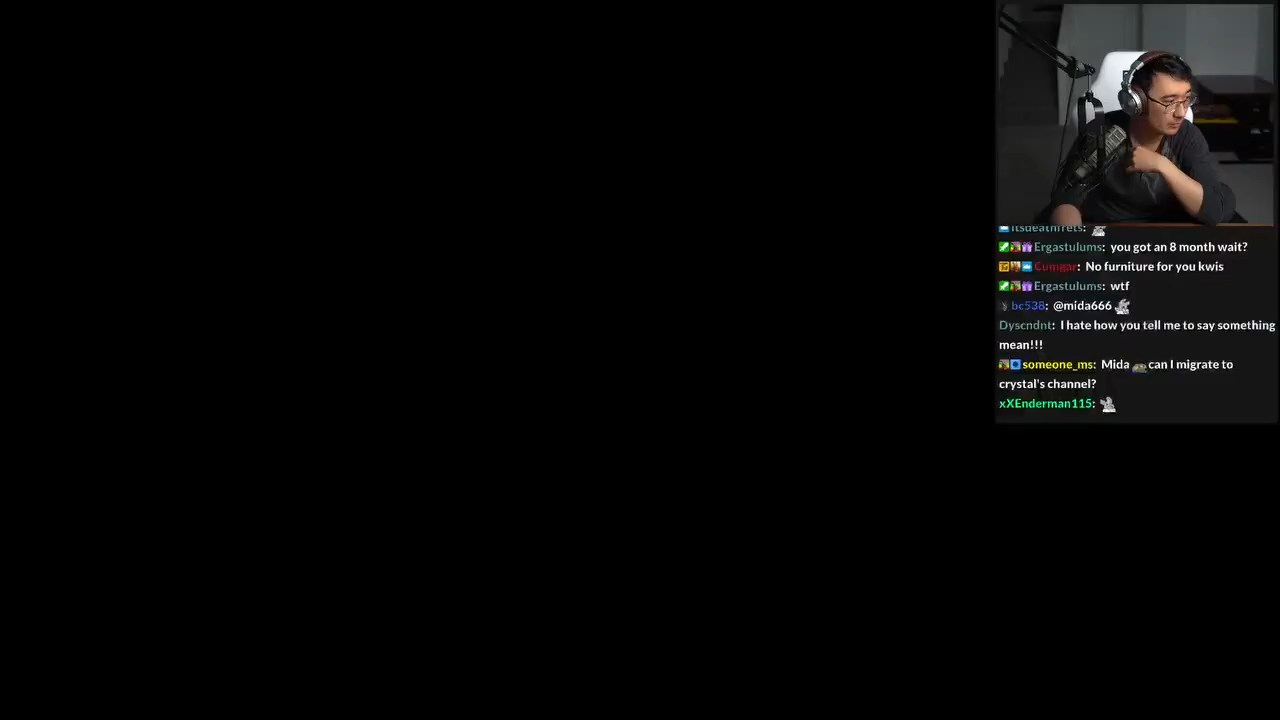 itsdeathfrets:
Ergastulums: you got an 8 month wait?
Cumgar: No furniture for you kwis
Ergastulums: wtf
bc538: @mida666
Dyscndnt: I hate how you tell me to say something
mean!!!
someone_ms: Mida can I migrate to
crystal's channel?
xXEnderman115: